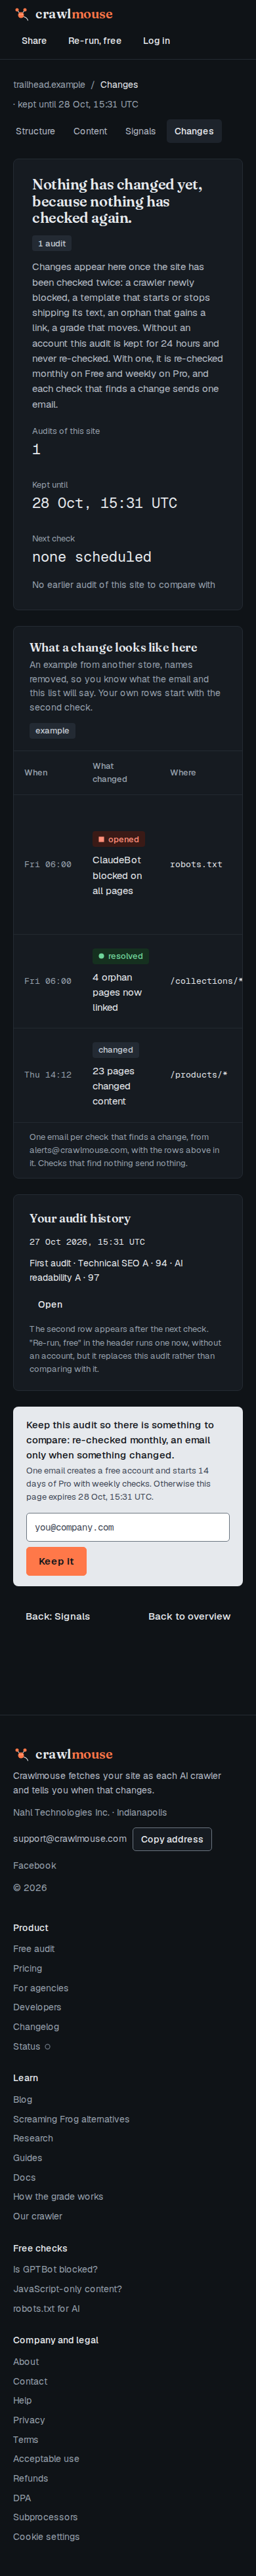 crawlmouse
Share
Re-run, free
Log in
trailhead.example / Changes
· kept until 28 Oct, 15:31 UTC
Structure
Content
Signals
Changes
Nothing has changed yet,
because nothing has
checked again.
1 audit
Changes appear here once the site has
been checked twice: a crawler newly
blocked, a template that starts or stops
shipping its text, an orphan that gains a
link, a grade that moves. Without an
account this audit is kept for 24 hours and
never re-checked. With one, it is re-checked
monthly on Free and weekly on Pro, and
each check that finds a change sends one
email.
Audits of this site
1
Kept until
28 Oct, 15:31 UTC
Next check
none scheduled
No earlier audit of this site to compare with
What a change looks like here
An example from another store, names
removed, so you know what the email and
this list will say. Your own rows start with the
second check.
example
When
What
changed
Where
Fri 06:00
opened
ClaudeBot
blocked on
all pages
robots.txt
Fri 06:00
resolved
4 orphan
pages now
linked
/collections/*
Thu 14:12
changed
23 pages
changed
content
/products/*
One email per check that finds a change, from
alerts@crawlmouse.com, with the rows above in
it. Checks that find nothing send nothing.
Your audit history
27 Oct 2026, 15:31 UTC
First audit · Technical SEO A · 94 · AI
readability A · 97
Open
The second row appears after the next check.
"Re-run, free" in the header runs one now, without
an account, but it replaces this audit rather than
comparing with it.
Keep this audit so there is something to
compare: re-checked monthly, an email
only when something changed.
One email creates a free account and starts 14
days of Pro with weekly checks. Otherwise this
page expires 28 Oct, 15:31 UTC.
you@company.com
Keep it
Back: Signals
Back to overview
crawlmouse
Crawlmouse fetches your site as each AI crawler
and tells you when that changes.
Nahl Technologies Inc. · Indianapolis
support@crawlmouse.com
Copy address
Facebook
© 2026
Product
Free audit
Pricing
For agencies
Developers
Changelog
Status
Learn
Blog
Screaming Frog alternatives
Research
Guides
Docs
How the grade works
Our crawler
Free checks
Is GPTBot blocked?
JavaScript-only content?
robots.txt for AI
Company and legal
About
Contact
Help
Privacy
Terms
Acceptable use
Refunds
DPA
Subprocessors
Cookie settings